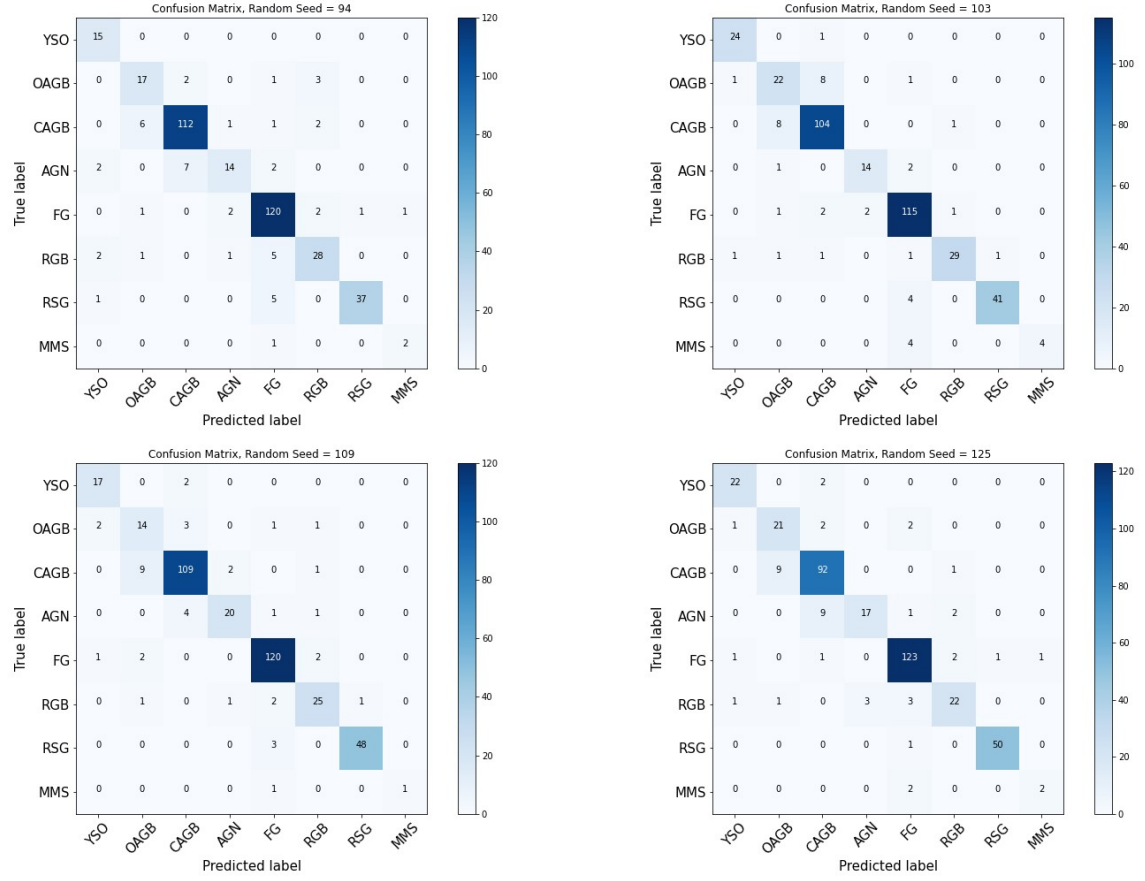 Confusion Matrix, Random Seed = 94
True label
YSO 15 0 0 0 0 0 0 0
OAGB 0 17 2 0 1 3 0 0
CAGB 0 6 112 1 1 2 0 0
AGN 2 0 7 14 2 0 0 0
FG 0 1 0 2 120 2 1 1
RGB 2 1 0 1 5 28 0 0
RSG 1 0 0 0 5 0 37 0
MMS 0 0 0 0 1 0 0 2
YSO OAGB CAGB AGN FG RGB RSG MMS
Predicted label
120
100
80
60
40
20
0
Confusion Matrix, Random Seed = 103
True label
YSO 24 0 1 0 0 0 0 0
OAGB 1 22 8 0 1 0 0 0
CAGB 0 8 104 0 0 1 0 0
AGN 0 1 0 14 2 0 0 0
FG 0 1 2 2 115 1 0 0
RGB 1 1 1 0 1 29 1 0
RSG 0 0 0 0 4 0 41 0
MMS 0 0 0 0 4 0 0 4
YSO OAGB CAGB AGN FG RGB RSG MMS
Predicted label
100
80
60
40
20
0
Confusion Matrix, Random Seed = 109
True label
YSO 17 0 2 0 0 0 0 0
OAGB 2 14 3 0 1 1 0 0
CAGB 0 9 109 2 0 1 0 0
AGN 0 0 4 20 1 1 0 0
FG 1 2 0 0 120 2 0 0
RGB 0 1 0 1 2 25 1 0
RSG 0 0 0 0 3 0 48 0
MMS 0 0 0 0 1 0 0 1
YSO OAGB CAGB AGN FG RGB RSG MMS
Predicted label
120
100
80
60
40
20
0
Confusion Matrix, Random Seed = 125
True label
YSO 22 0 2 0 0 0 0 0
OAGB 1 21 2 0 2 0 0 0
CAGB 0 9 92 0 0 1 0 0
AGN 0 0 9 17 1 2 0 0
FG 1 0 1 0 123 2 1 1
RGB 1 1 0 3 3 22 0 0
RSG 0 0 0 0 1 0 50 0
MMS 0 0 0 0 2 0 0 2
YSO OAGB CAGB AGN FG RGB RSG MMS
Predicted label
120
100
80
60
40
20
0